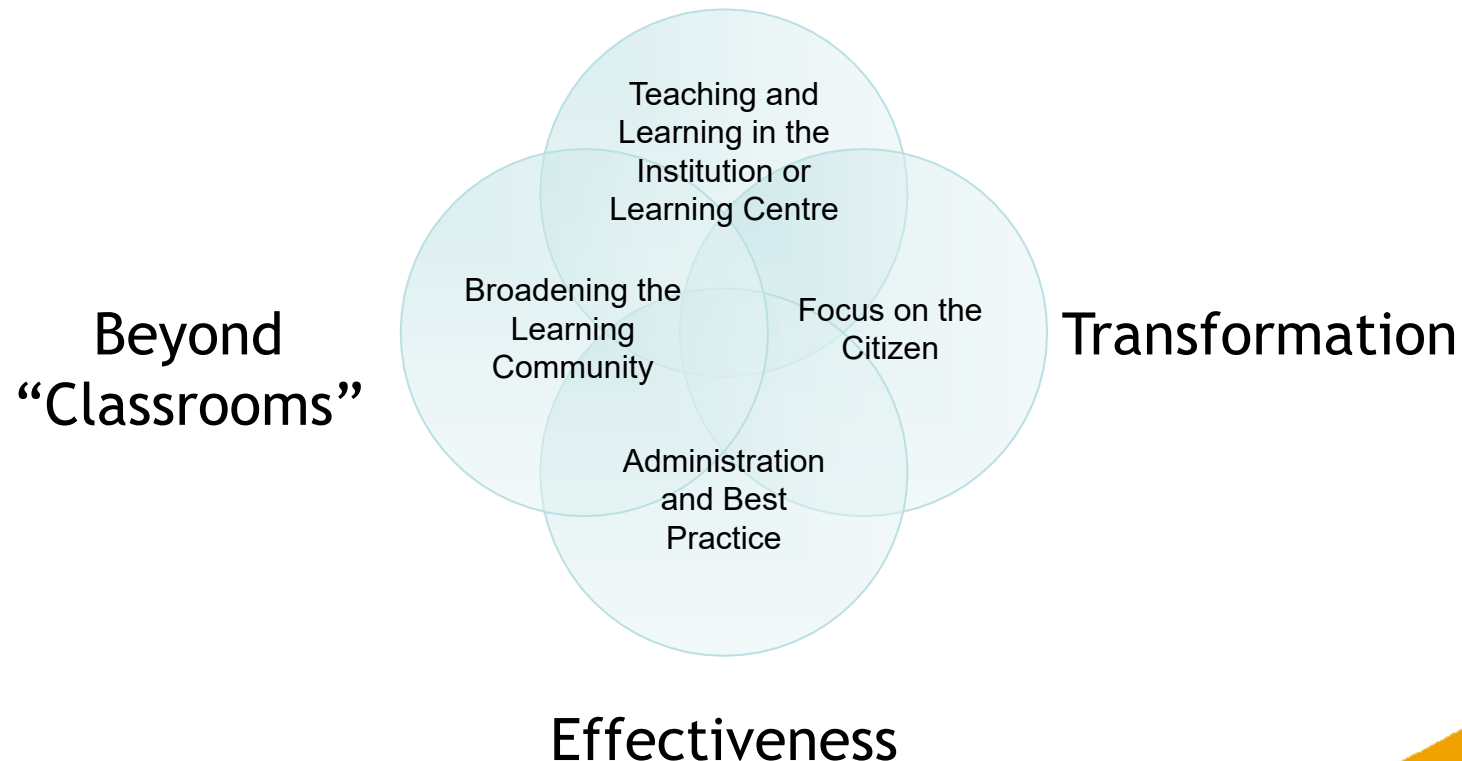 Teaching and
Learning in the
Institution or
Learning Centre
Broadening the
Learning
Community
Focus on the
Citizen
Administration
and Best
Practice
Beyond
“Classrooms”
Transformation
Effectiveness